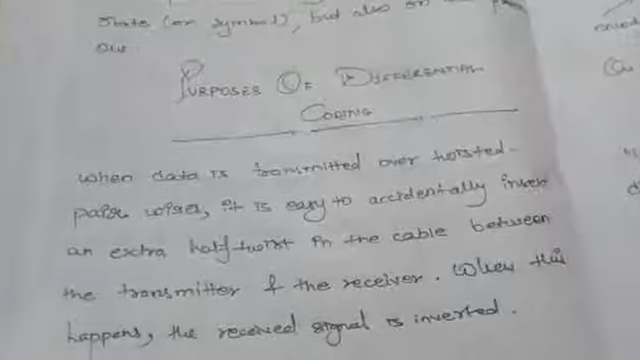 state (or symbol), but also on
one.
PURPOSES OF DIFFERENTIAL
CODING
When data is transmitted over twisted-
pair wires, it is easy to accidentally insert
an extra half-twist in the cable between
the transmitter & the receiver. When this
happens, the received signal is inverted.